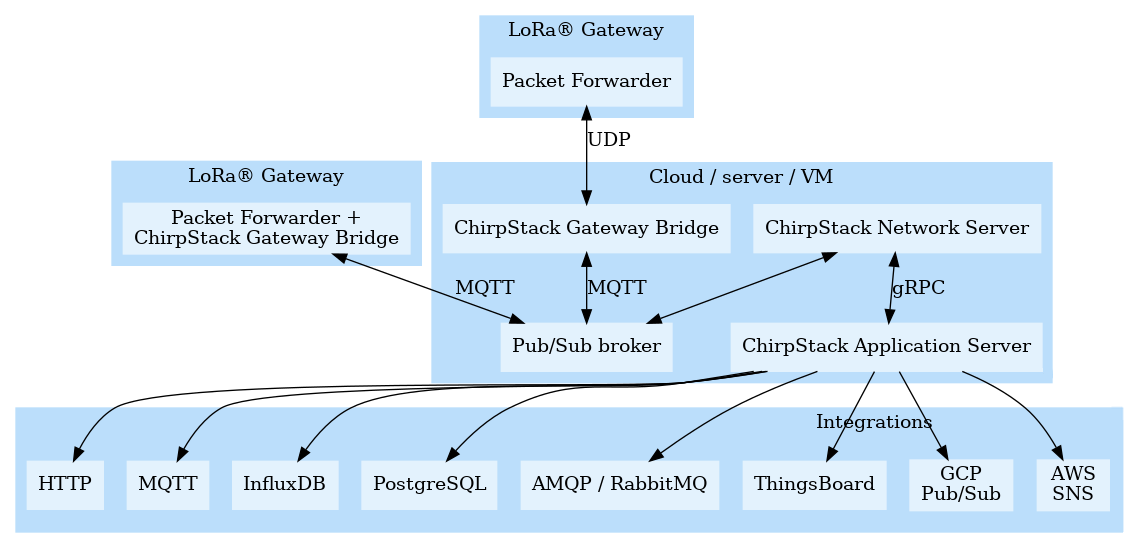 LoRa® Gateway
Packet Forwarder
UDP
LoRa® Gateway
Packet Forwarder +
ChirpStack Gateway Bridge
Cloud / server / VM
ChirpStack Gateway Bridge
ChirpStack Network Server
MQTT
MQTT
gRPC
Pub/Sub broker
ChirpStack Application Server
Integrations
HTTP
MQTT
InfluxDB
PostgreSQL
AMQP / RabbitMQ
ThingsBoard
GCP
Pub/Sub
AWS
SNS